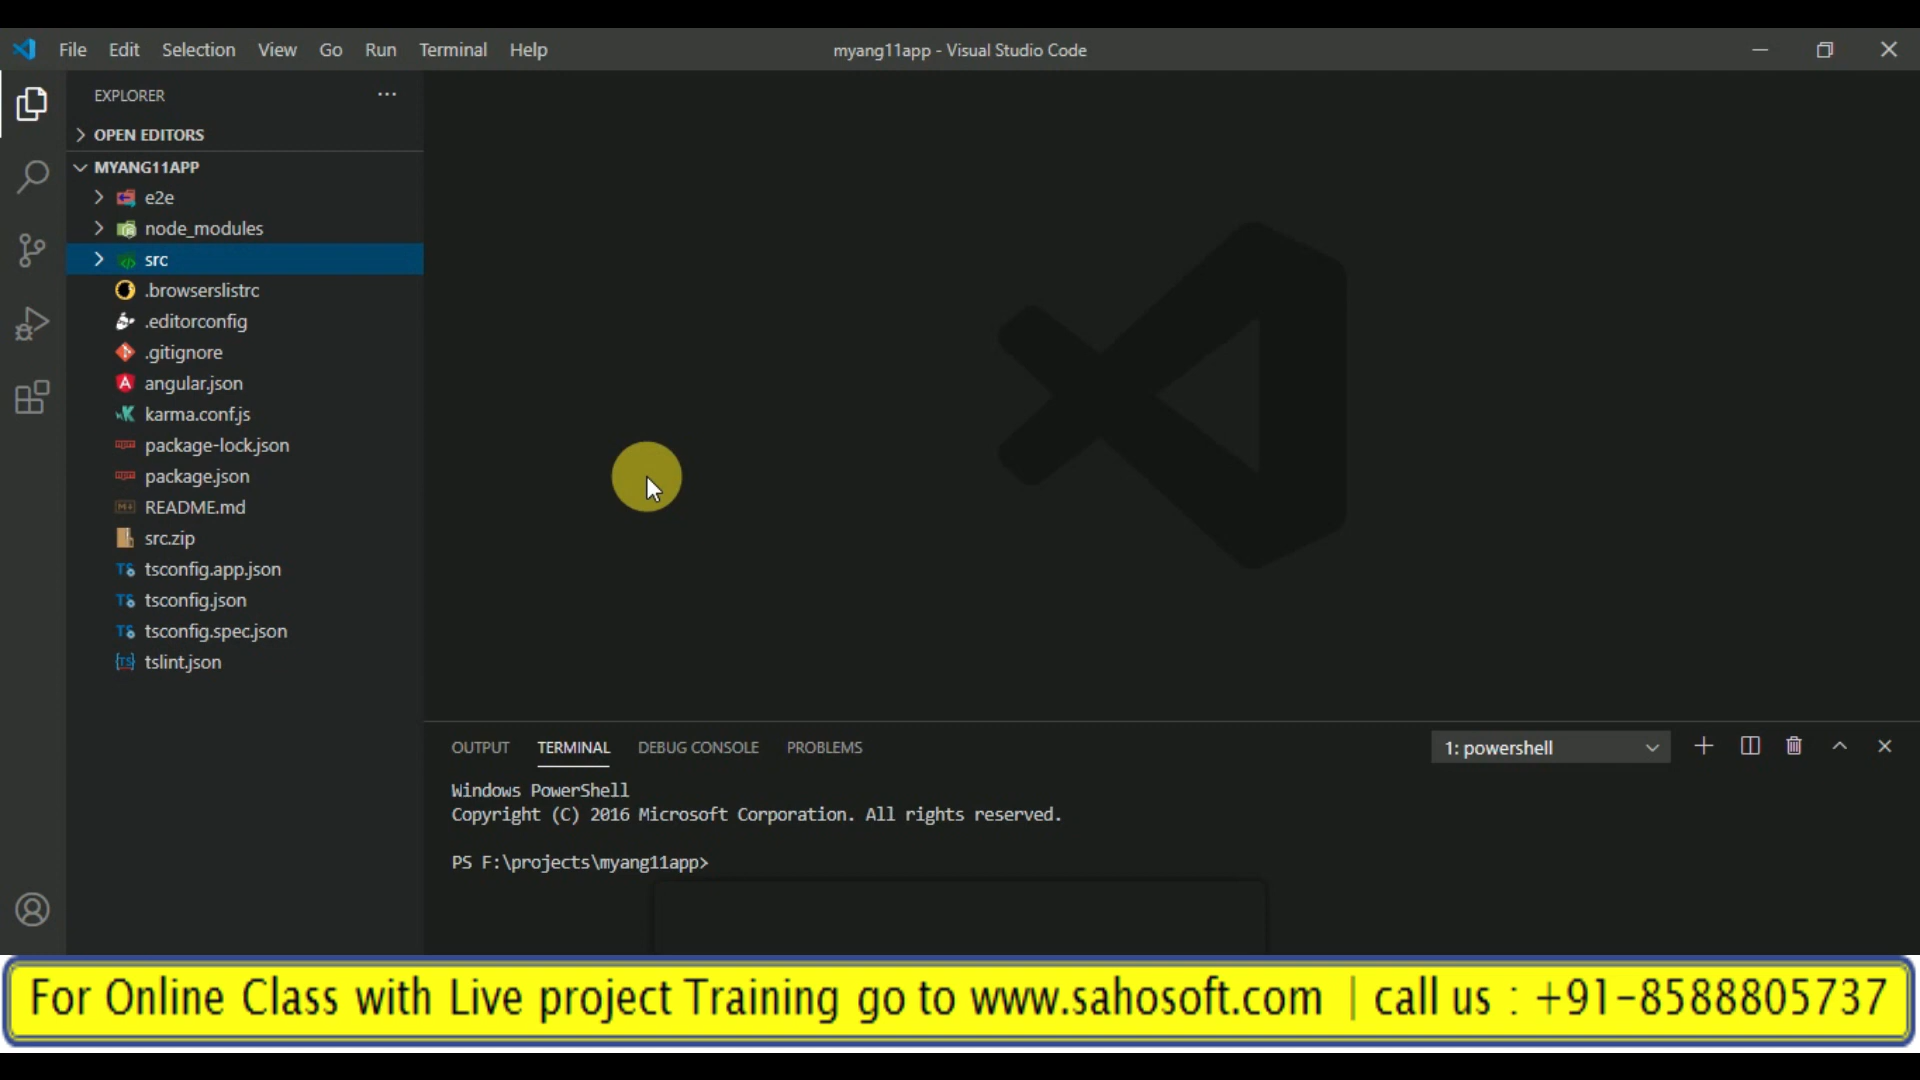 File Edit Selection View Go Run Terminal Help
myang11app - Visual Studio Code
EXPLORER
OPEN EDITORS
MYANG11APP
e2e
node_modules
src
.browserslistrc
.editorconfig
.gitignore
angular.json
karma.conf.js
package-lock.json
package.json
README.md
src.zip
tsconfig.app.json
tsconfig.json
tsconfig.spec.json
tslint.json
OUTPUT TERMINAL DEBUG CONSOLE PROBLEMS
1: powershell
Windows PowerShell
Copyright (C) 2016 Microsoft Corporation. All rights reserved.
PS F:\projects\myang11app>
For Online Class with Live project Training go to www.sahosoft.com | call us : +91-8588805737